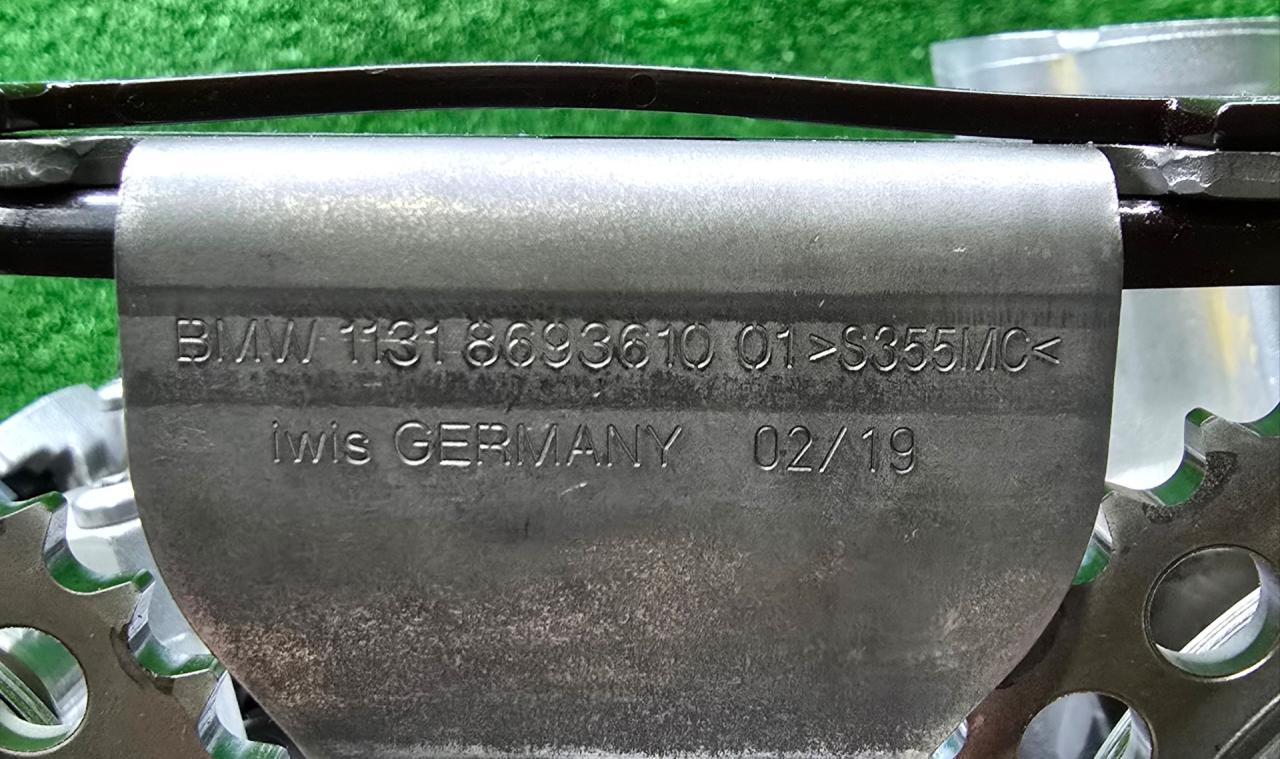 BMW 1131 8693610 01 >S355MC<
iwis GERMANY 02/19